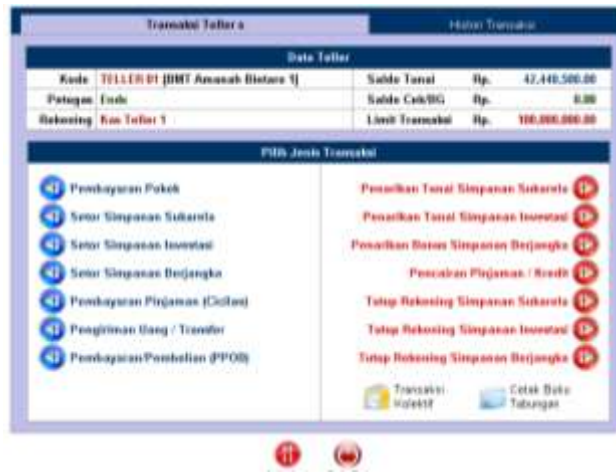 Transaksi Teller
Histori Transaksi
Data Teller
Kode TELLER 01 [BMT Amanah Bintaro 1] Saldo Tunai Rp. 42,440,500.00
Petugas Saldo Cek/BG Rp. 0.00
Rekening Kas Teller 1 Limit Transaksi Rp. 100,000,000.00
Pilih Jenis Transaksi
Pembayaran Pokok
Penarikan Tunai Simpanan Sukarela
Setor Simpanan Sukarela
Penarikan Tunai Simpanan Investasi
Setor Simpanan Investasi
Penarikan Simpanan Berjangka
Setor Simpanan Berjangka
Pencairan Pinjaman / Kredit
Pembayaran Pinjaman (Cicilan)
Tutup Rekening Simpanan Sukarela
Pengiriman Uang / Transfer
Tutup Rekening Simpanan Investasi
Pembayaran/Pembelian (PPOB)
Tutup Rekening Simpanan Berjangka
Transaksi Kolektif
Cetak Buku Tabungan